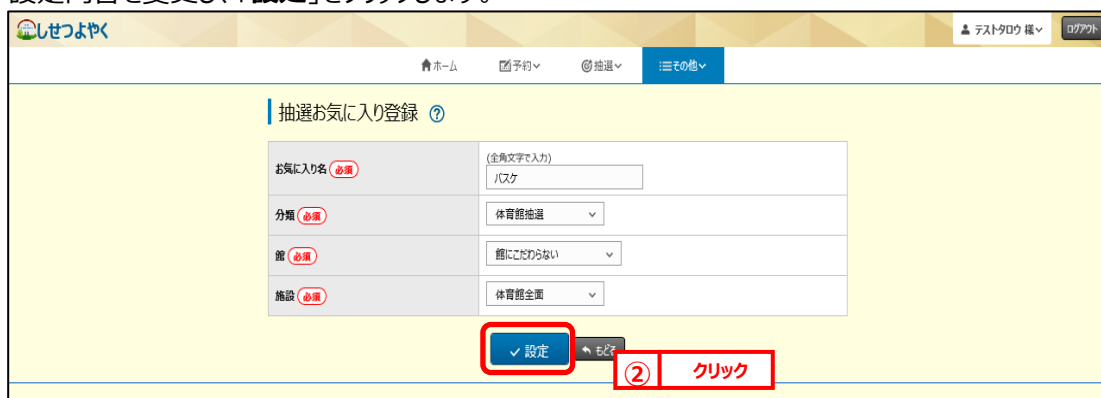 設定内容を変更し、「設定」をクリックします。
しせつよやく
テストタロウ 様
ログアウト
ホーム 予約 抽選 その他
抽選お気に入り登録 ?
お気に入り名 必須
(全角文字で入力)
バスケ
分類 必須 体育館抽選
館 必須 館にこだわらない
施設 必須 体育館全面
設定 もどる
② クリック